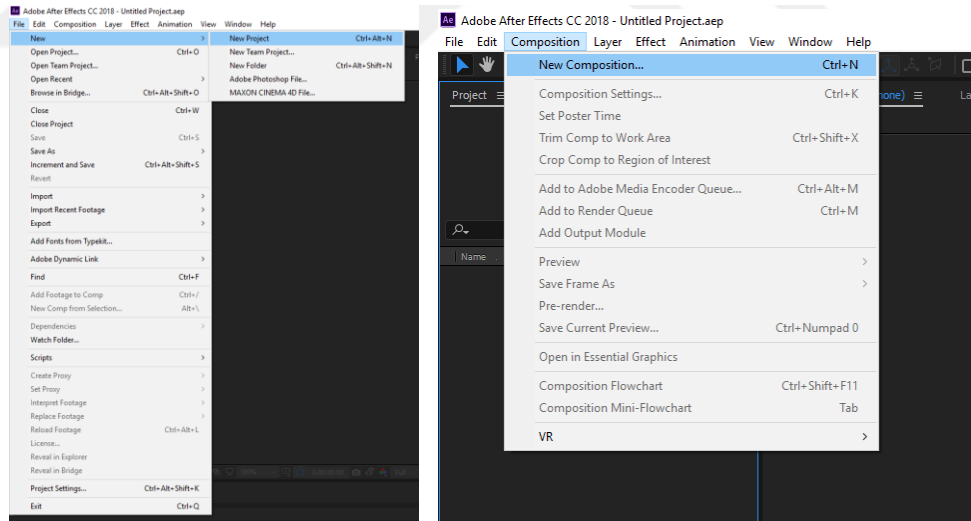 Adobe After Effects CC 2018 - Untitled Project.aep
File Edit Composition Layer Effect Animation View Window Help
New
New Project Ctrl+Alt+N
Open Project... Ctrl+O
New Team Project...
Open Team Project...
New Folder Ctrl+Alt+Shift+N
Open Recent
Adobe Photoshop File...
Browse in Bridge... Ctrl+Alt+Shift+O
MAXON CINEMA 4D File...
Close Ctrl+W
Close Project
Save Ctrl+S
Save As
Increment and Save Ctrl+Alt+Shift+S
Revert
Import
Import Recent Footage
Export
Add Fonts from Typekit...
Adobe Dynamic Link
Find Ctrl+F
Add Footage to Comp Ctrl+/
New Comp from Selection... Alt+\
Dependencies
Watch Folder...
Scripts
Create Proxy
Set Proxy
Interpret Footage
Replace Footage
Reload Footage Ctrl+Alt+L
License...
Reveal in Explorer
Reveal in Bridge
Project Settings... Ctrl+Alt+Shift+K
Exit Ctrl+Q
Ae Adobe After Effects CC 2018 - Untitled Project.aep
File Edit Composition Layer Effect Animation View Window Help
New Composition... Ctrl+N
Project
Composition Settings... Ctrl+K
none)
La
Set Poster Time
Trim Comp to Work Area Ctrl+Shift+X
Crop Comp to Region of Interest
Add to Adobe Media Encoder Queue... Ctrl+Alt+M
Add to Render Queue Ctrl+M
Add Output Module
Name
Preview
Save Frame As
Pre-render...
Save Current Preview... Ctrl+Numpad 0
Open in Essential Graphics
Composition Flowchart Ctrl+Shift+F11
Composition Mini-Flowchart Tab
VR